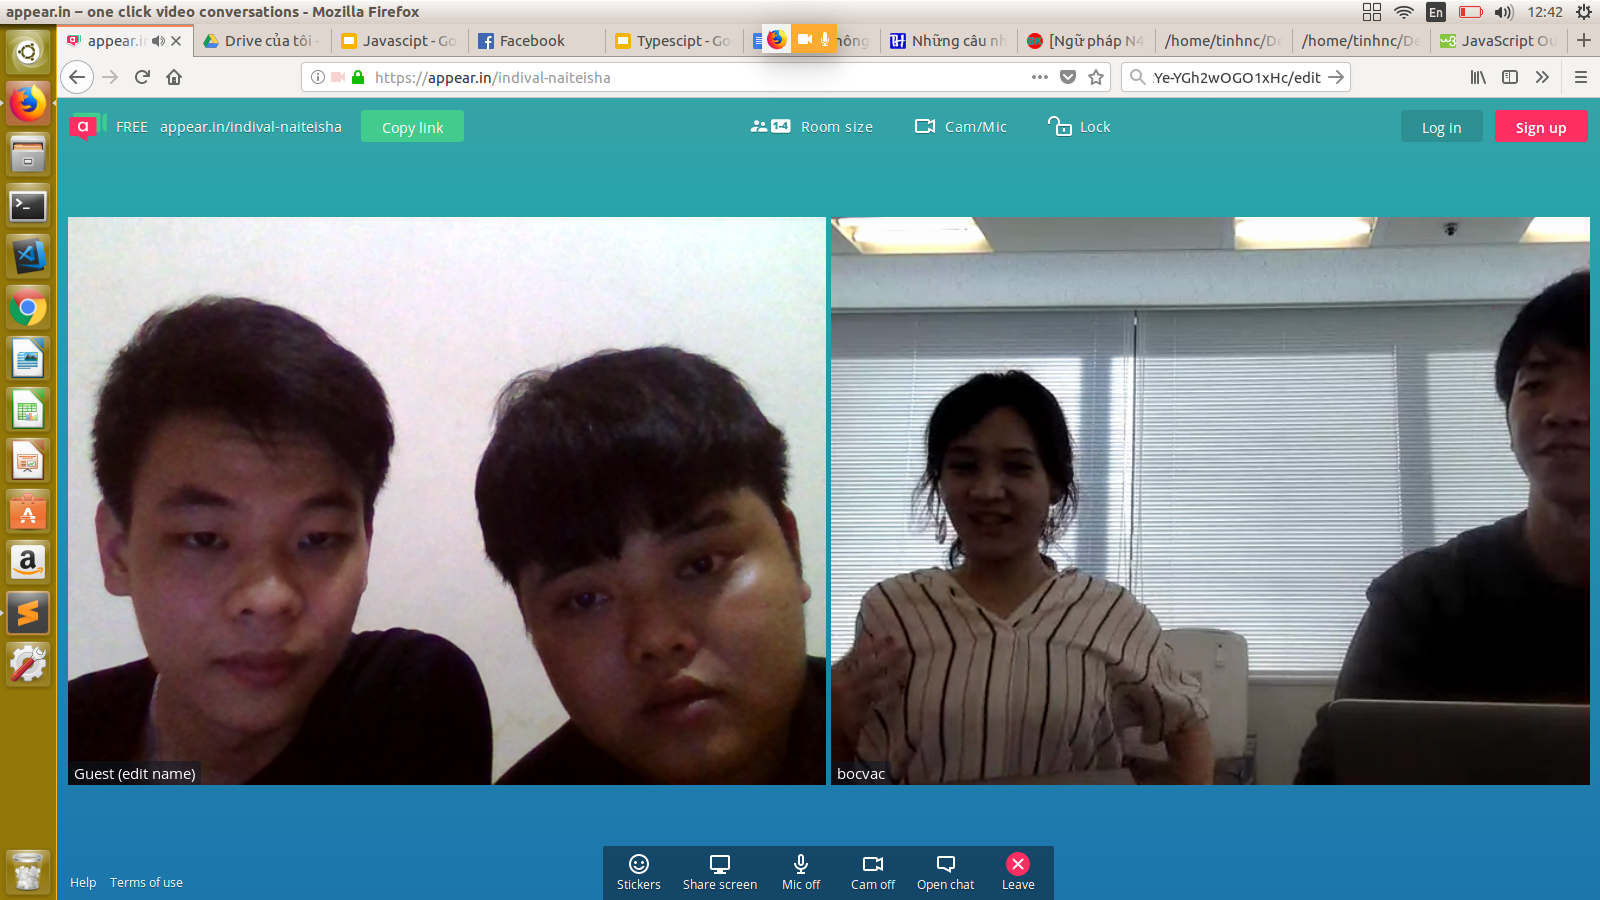 appear.in – one click video conversations - Mozilla Firefox
En
12:42
appear.in
Drive của tôi -
Javascipt - Go
Facebook
Typescipt - Go
hông
Những câu nh
[Ngữ pháp N4
/home/tinhnc/De
/home/tinhnc/De
JavaScript Ou
https://appear.in/indival-naiteisha
Ye-YGh2wOGO1xHc/edit
FREE
appear.in/indival-naiteisha
Copy link
1-4
Room size
Cam/Mic
Lock
Log in
Sign up
Guest (edit name)
bocvac
Help
Terms of use
Stickers
Share screen
Mic off
Cam off
Open chat
Leave